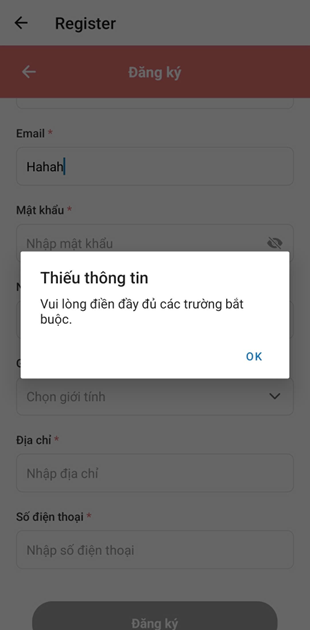 Register
Đăng ký
Email *
Hahah
Mật khẩu *
Nhập mật khẩu
Thiếu thông tin
Vui lòng điền đầy đủ các trường bắt
buộc.
OK
Chọn giới tính
Địa chỉ *
Nhập địa chỉ
Số điện thoại *
Nhập số điện thoại
Đăng ký